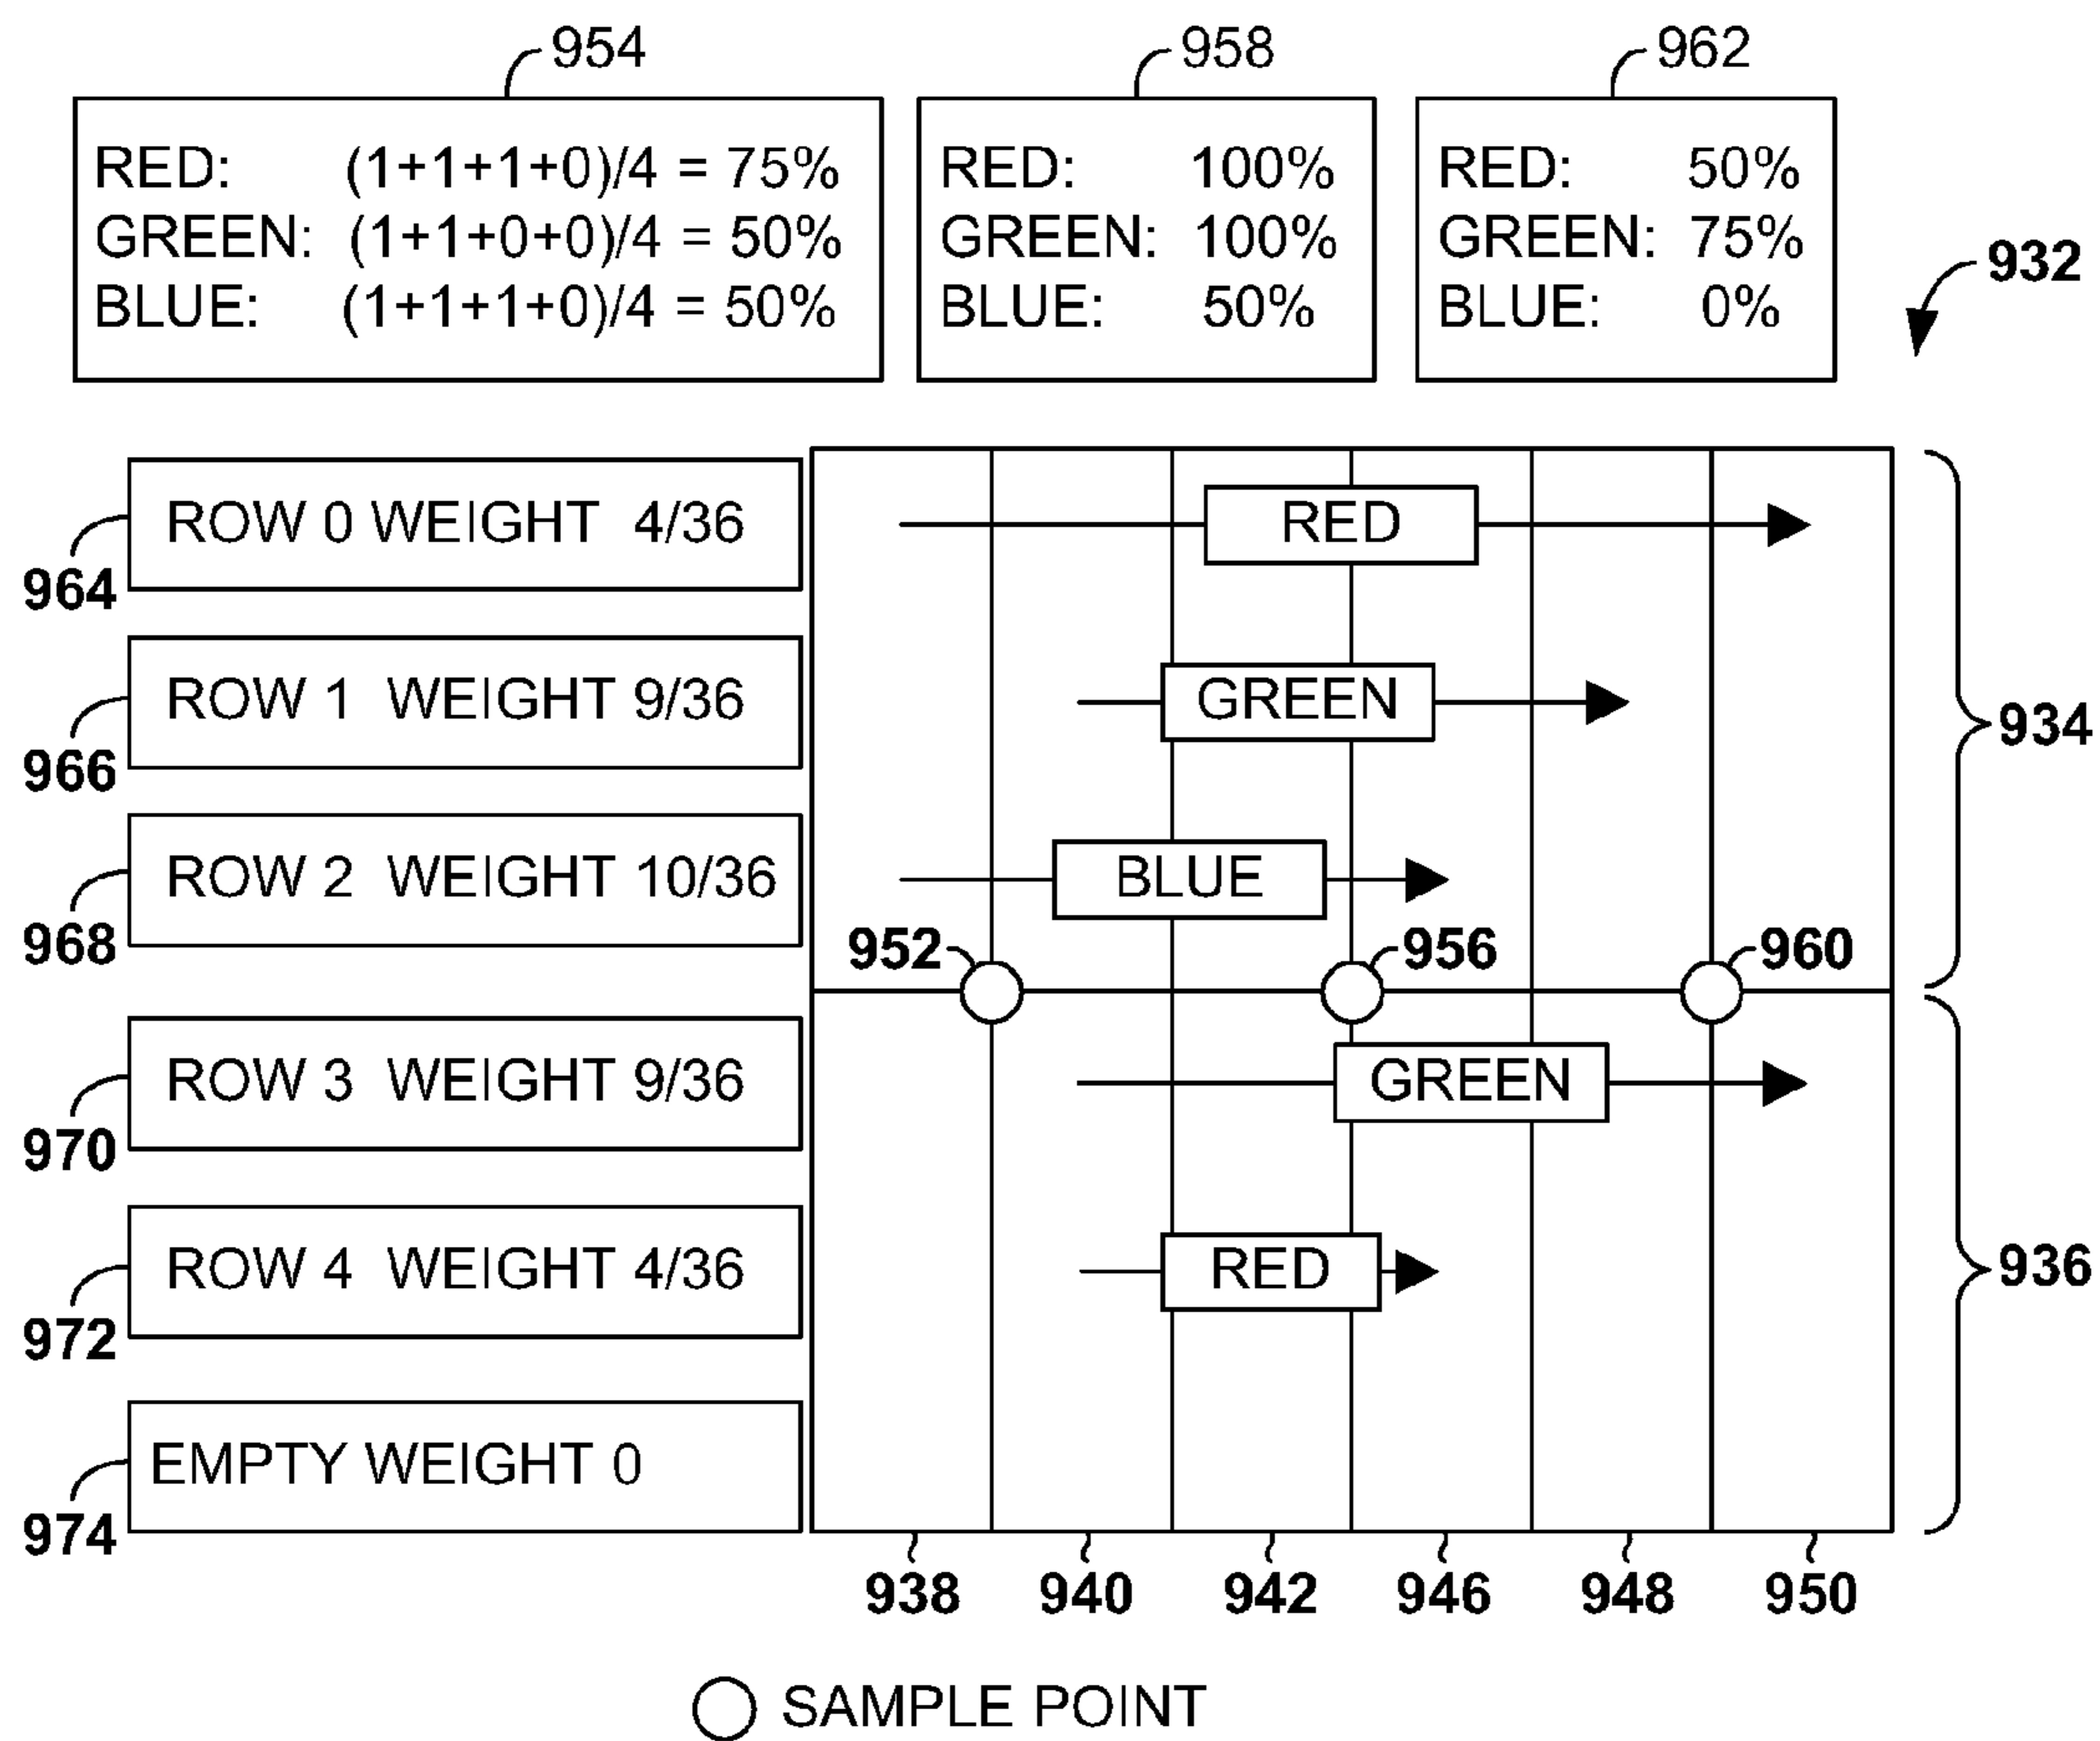 954
958
962
RED: (1+1+1+0)/4 = 75%
GREEN: (1+1+0+0)/4 = 50%
BLUE: (1+1+1+0)/4 = 50%
RED: 100%
GREEN: 100%
BLUE: 50%
RED: 50%
GREEN: 75%
BLUE: 0%
932
ROW 0 WEIGHT 4/36
964
RED
ROW 1 WEIGHT 9/36
966
GREEN
934
ROW 2 WEIGHT 10/36
968
BLUE
952
956
960
ROW 3 WEIGHT 9/36
970
GREEN
ROW 4 WEIGHT 4/36
972
RED
936
EMPTY WEIGHT 0
974
938
940
942
946
948
950
SAMPLE POINT